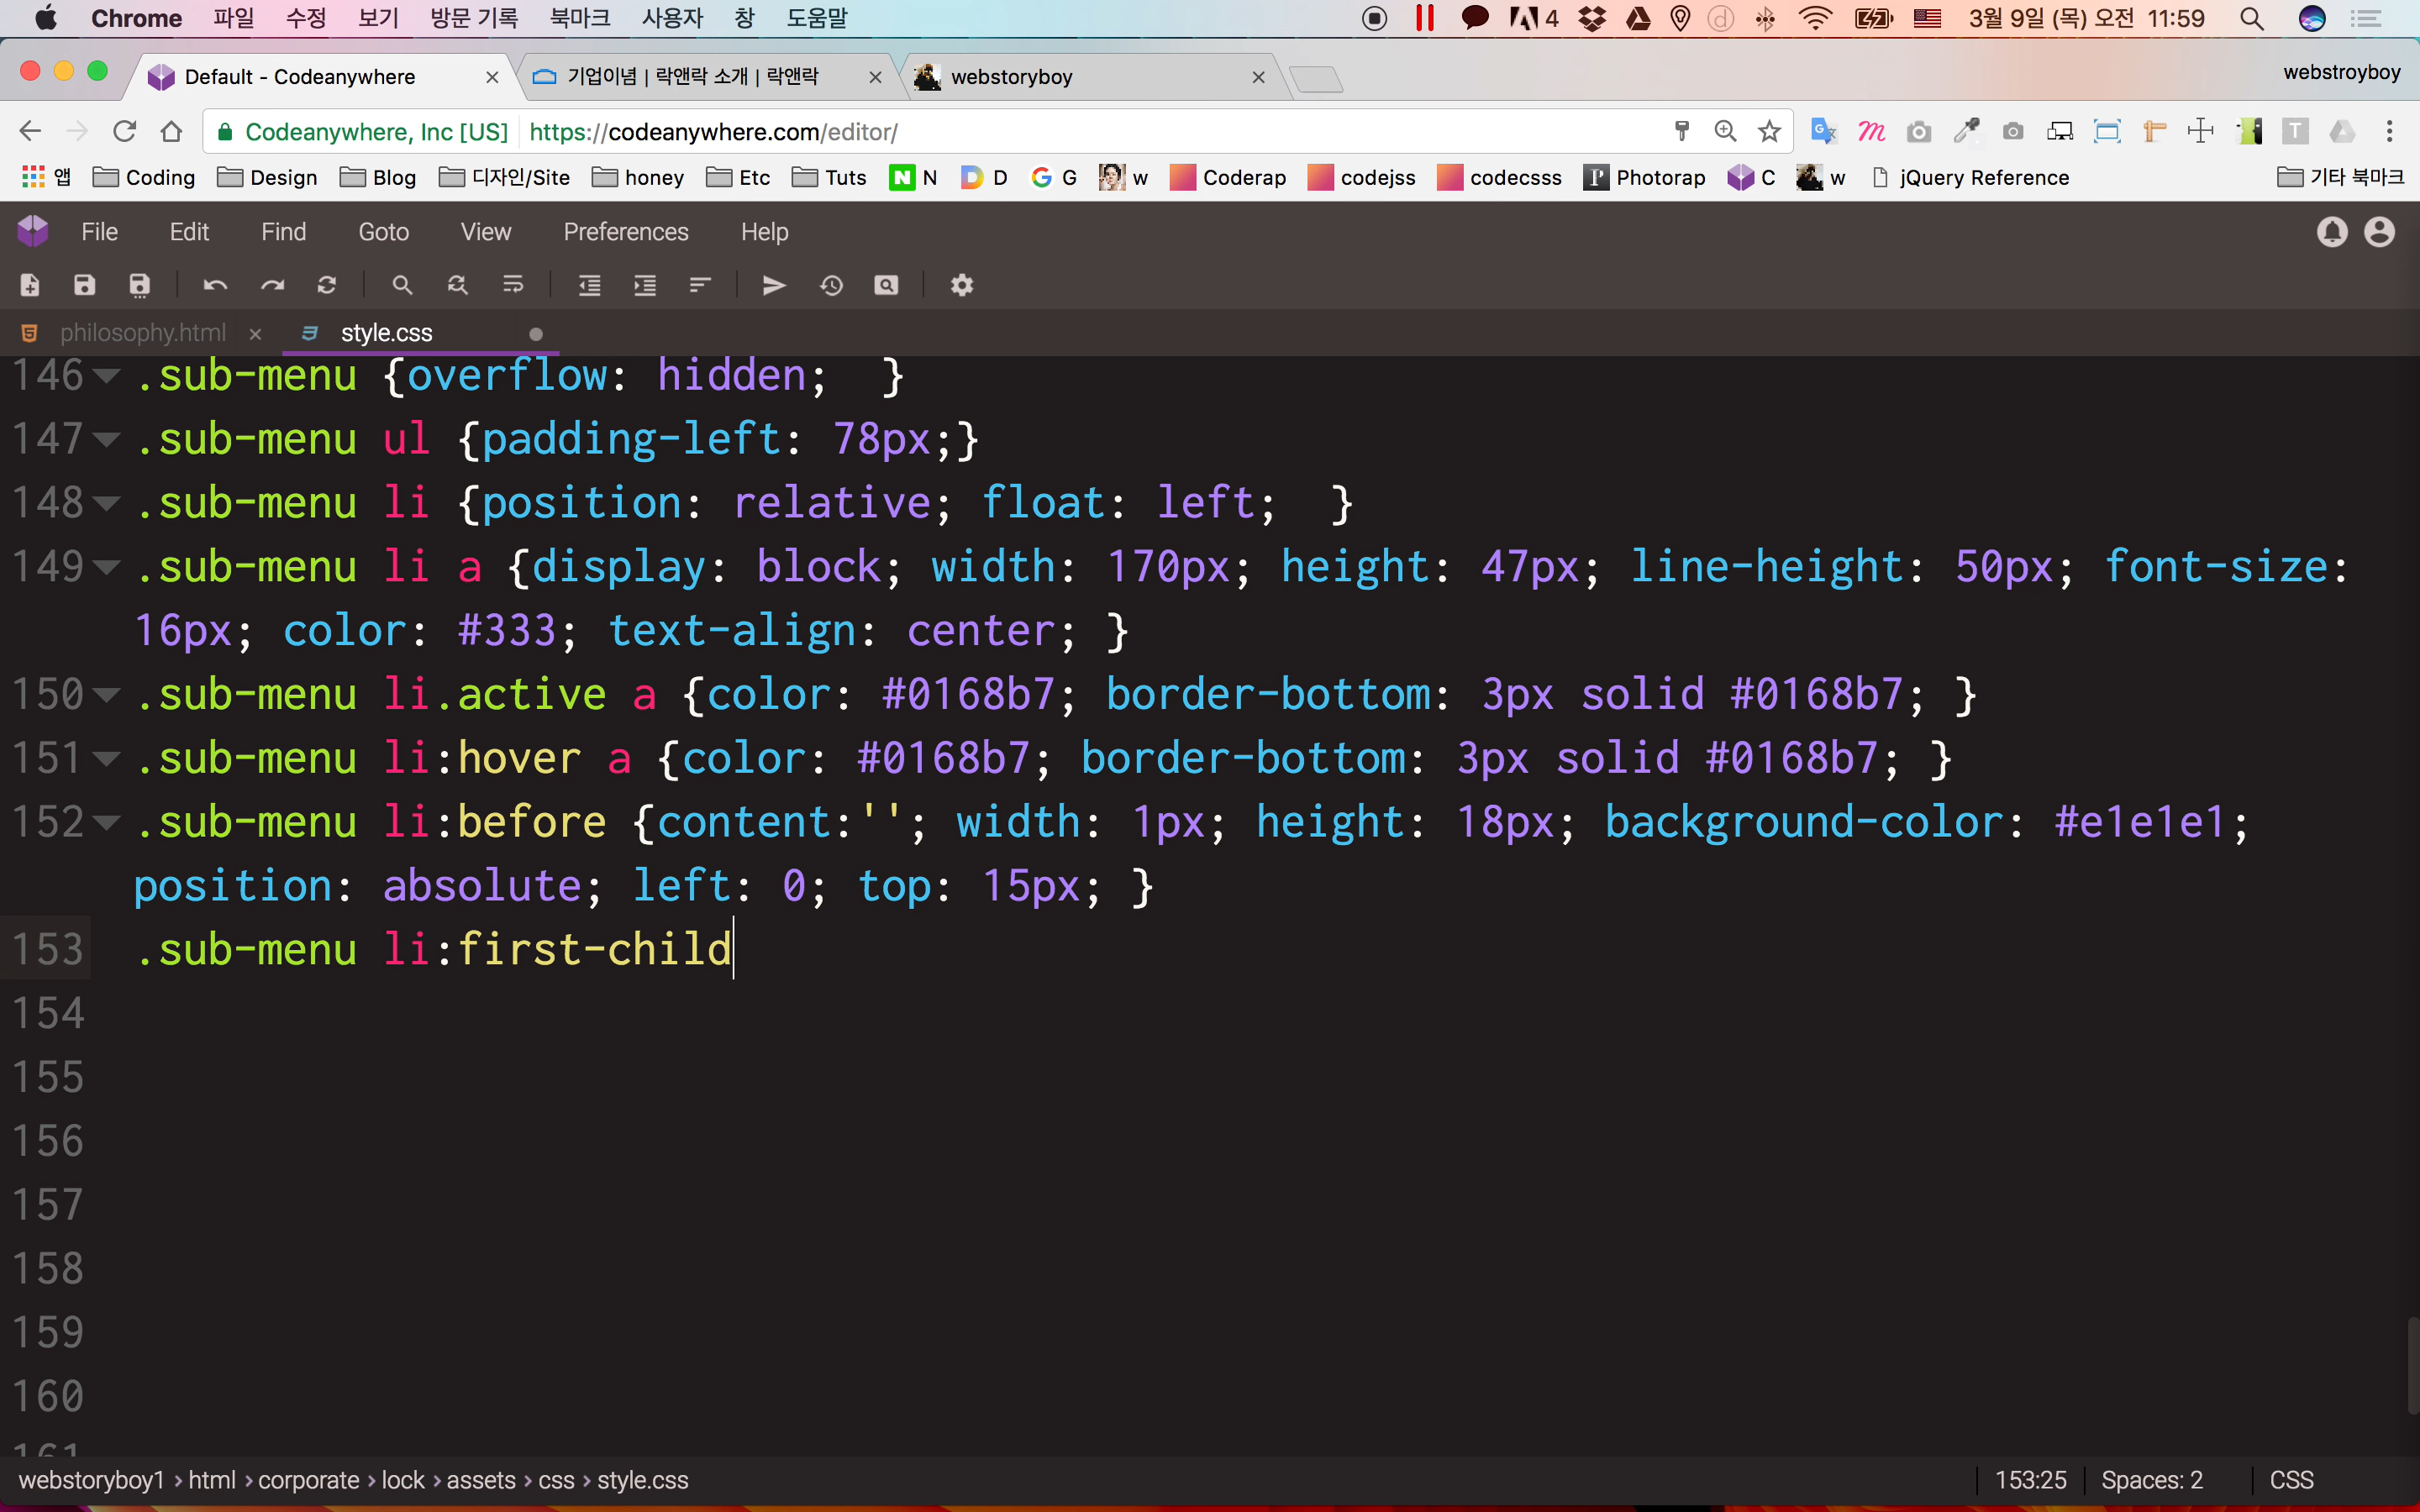 Chrome 파일 수정 보기 방문 기록 북마크 사용자 창 도움말 4 3월 9일 (목) 오전 11:59
Default - Codeanywhere 기업이념 | 락앤락 소개 | 락앤락 webstoryboy webstroyboy
Codeanywhere, Inc [US] https://codeanywhere.com/editor/
앱 Coding Design Blog 디자인/Site honey Etc Tuts N D G w Coderap codejss codecsss Photorap C w jQuery Reference 기타 북마크
File Edit Find Goto View Preferences Help
philosophy.html style.css
146 .sub-menu {overflow: hidden;  }
147 .sub-menu ul {padding-left: 78px;}
148 .sub-menu li {position: relative; float: left;  }
149 .sub-menu li a {display: block; width: 170px; height: 47px; line-height: 50px; font-size:
16px; color: #333; text-align: center; }
150 .sub-menu li.active a {color: #0168b7; border-bottom: 3px solid #0168b7; }
151 .sub-menu li:hover a {color: #0168b7; border-bottom: 3px solid #0168b7; }
152 .sub-menu li:before {content:''; width: 1px; height: 18px; background-color: #e1e1e1;
position: absolute; left: 0; top: 15px; }
153 .sub-menu li:first-child
154
155
156
157
158
159
160
161
webstoryboy1 > html > corporate > lock > assets > css > style.css 153:25 Spaces: 2 CSS